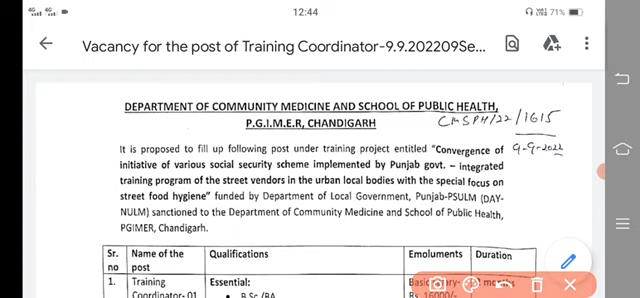 4G 4G 12:44 71%
Vacancy for the post of Training Coordinator-9.9.202209Se...
DEPARTMENT OF COMMUNITY MEDICINE AND SCHOOL OF PUBLIC HEALTH,
P.G.I.M.E.R, CHANDIGARH
CMSPH/22/1615
9-9-2022
It is proposed to fill up following post under training project entitled "Convergence of
initiative of various social security scheme implemented by Punjab govt. – integrated
training program of the street vendors in the urban local bodies with the special focus on
street food hygiene" funded by Department of Local Government, Punjab-PSULM (DAY-
NULM) sanctioned to the Department of Community Medicine and School of Public Health,
PGIMER, Chandigarh.
Sr. no Name of the post Qualifications Emoluments Duration
1. Training Coordinator-01 Essential:
• B.Sc/BA
Rs. 16000/-